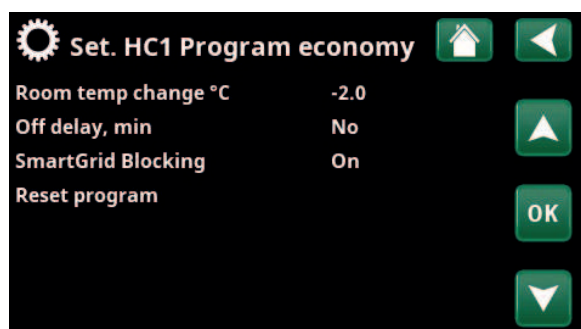 Set. HC1 Program economy
Room temp change °C -2.0
Off delay, min No
SmartGrid Blocking On
Reset program
OK